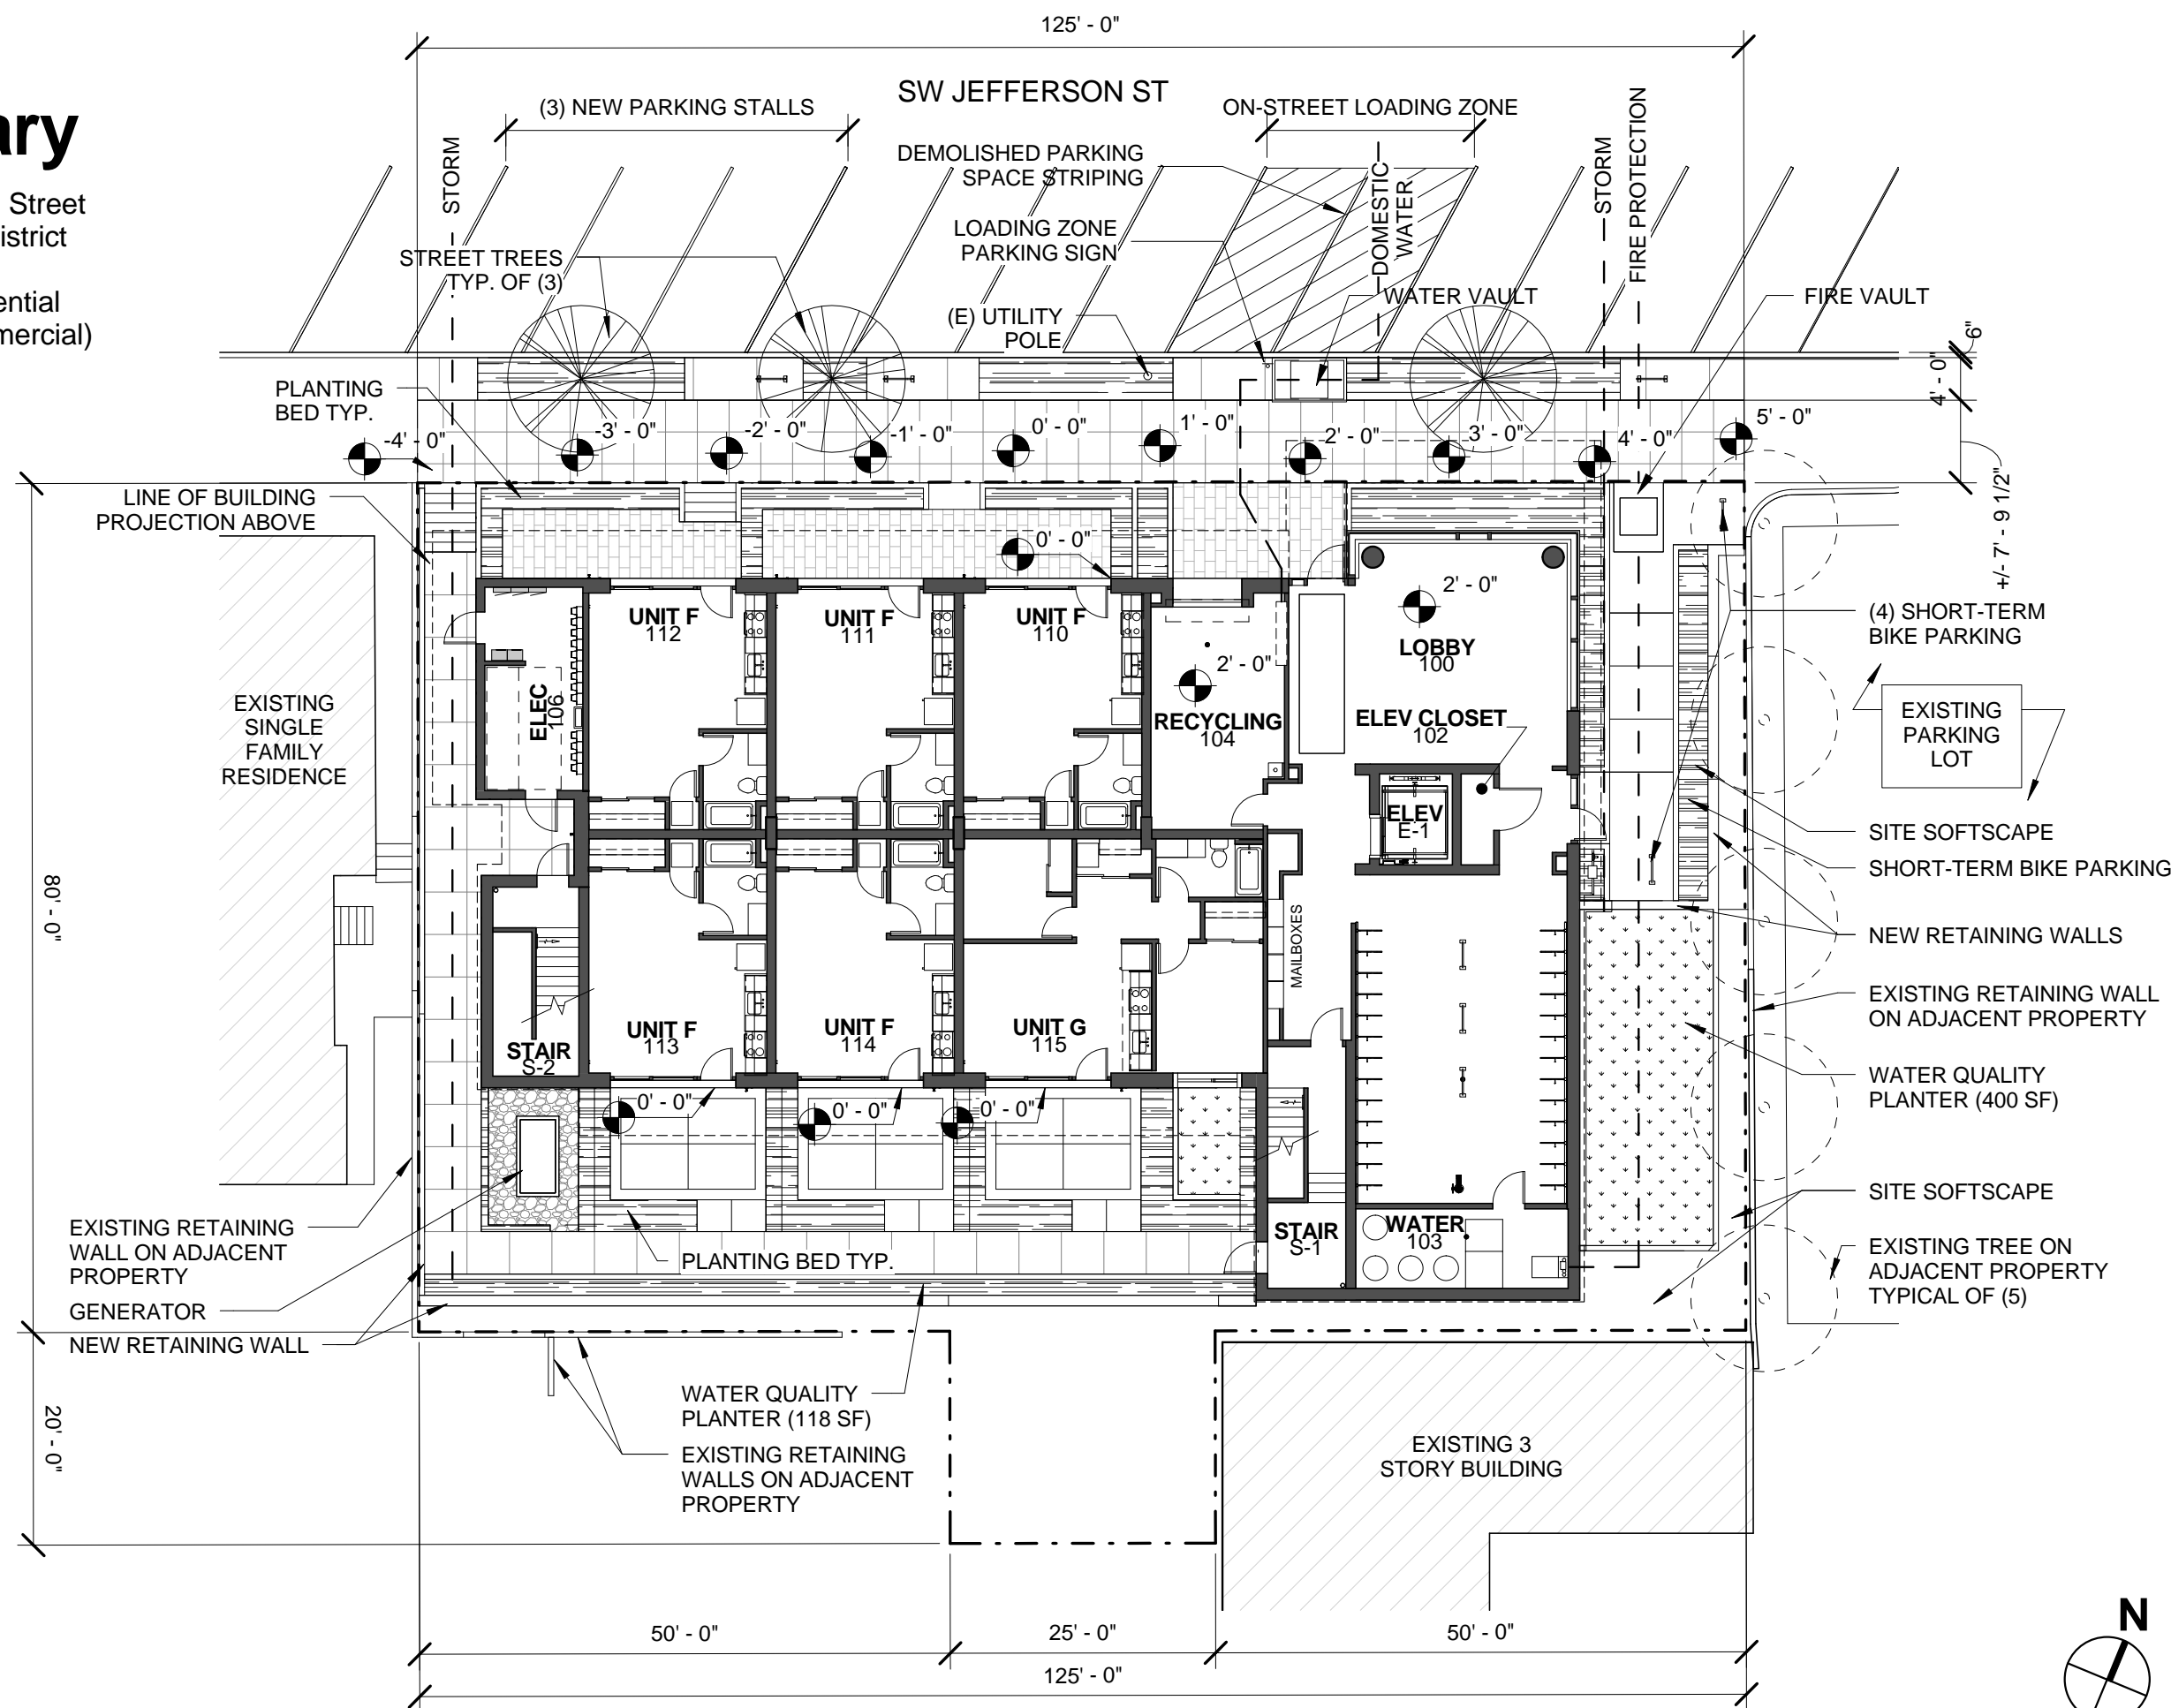 125' - 0"
SW JEFFERSON ST
(3) NEW PARKING STALLS
ON-STREET LOADING ZONE
ary
Street
istrict
ential
mercial)
STORM
DEMOLISHED PARKING
SPACE STRIPING
LOADING ZONE
PARKING SIGN
DOMESTIC
WATER
STORM
FIRE PROTECTION
STREET TREES
TYP. OF (3)
(E) UTILITY
POLE
WATER VAULT
FIRE VAULT
6"
4' - 0"
+/- 7' - 9 1/2"
PLANTING
BED TYP.
-4' - 0"
-3' - 0"
-2' - 0"
-1' - 0"
0' - 0"
1' - 0"
2' - 0"
3' - 0"
4' - 0"
5' - 0"
LINE OF BUILDING
PROJECTION ABOVE
0' - 0"
2' - 0"
UNIT F
112
UNIT F
111
UNIT F
110
LOBBY
100
2' - 0"
RECYCLING
104
ELEV CLOSET
102
ELEC
106
ELEV
E-1
(4) SHORT-TERM
BIKE PARKING
EXISTING
PARKING
LOT
EXISTING
SINGLE
FAMILY
RESIDENCE
SITE SOFTSCAPE
SHORT-TERM BIKE PARKING
NEW RETAINING WALLS
EXISTING RETAINING WALL
ON ADJACENT PROPERTY
WATER QUALITY
PLANTER (400 SF)
SITE SOFTSCAPE
EXISTING TREE ON
ADJACENT PROPERTY
TYPICAL OF (5)
80' - 0"
MAILBOXES
STAIR
S-2
UNIT F
113
UNIT F
114
UNIT G
115
0' - 0"
0' - 0"
0' - 0"
STAIR
S-1
WATER
103
EXISTING RETAINING
WALL ON ADJACENT
PROPERTY
GENERATOR
NEW RETAINING WALL
PLANTING BED TYP.
20' - 0"
WATER QUALITY
PLANTER (118 SF)
EXISTING RETAINING
WALLS ON ADJACENT
PROPERTY
EXISTING 3
STORY BUILDING
50' - 0"
25' - 0"
50' - 0"
125' - 0"
N